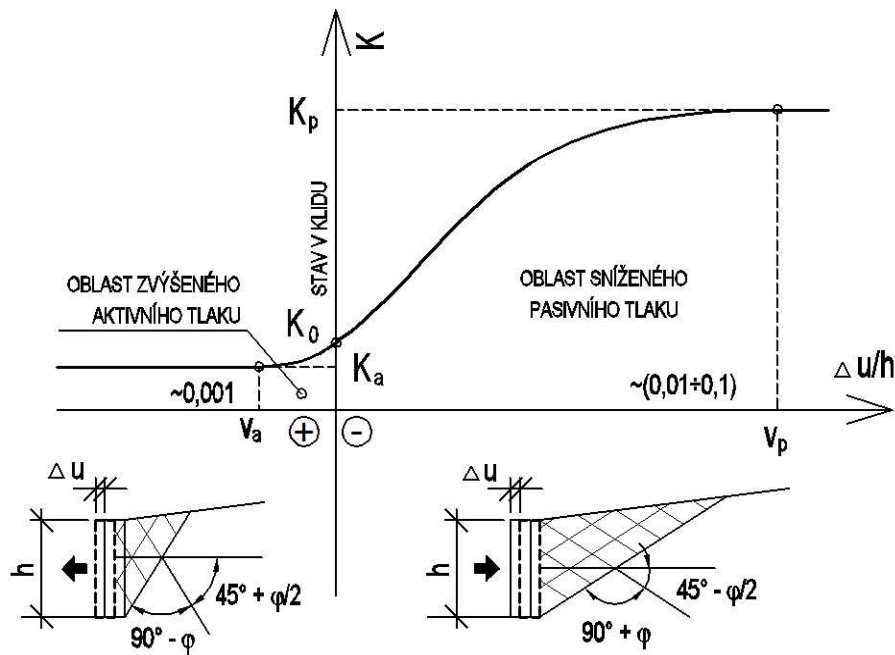 K
Kp
STAV V KLIDU
OBLAST ZVÝŠENÉHO
AKTIVNÍHO TLAKU
OBLAST SNÍŽENÉHO
PASIVNÍHO TLAKU
K0
Ka
△ u/h
~0,001
~(0,01÷0,1)
va
+
-
vp
△ u
h
45° + φ/2
90° - φ
△ u
h
45° - φ/2
90° + φ